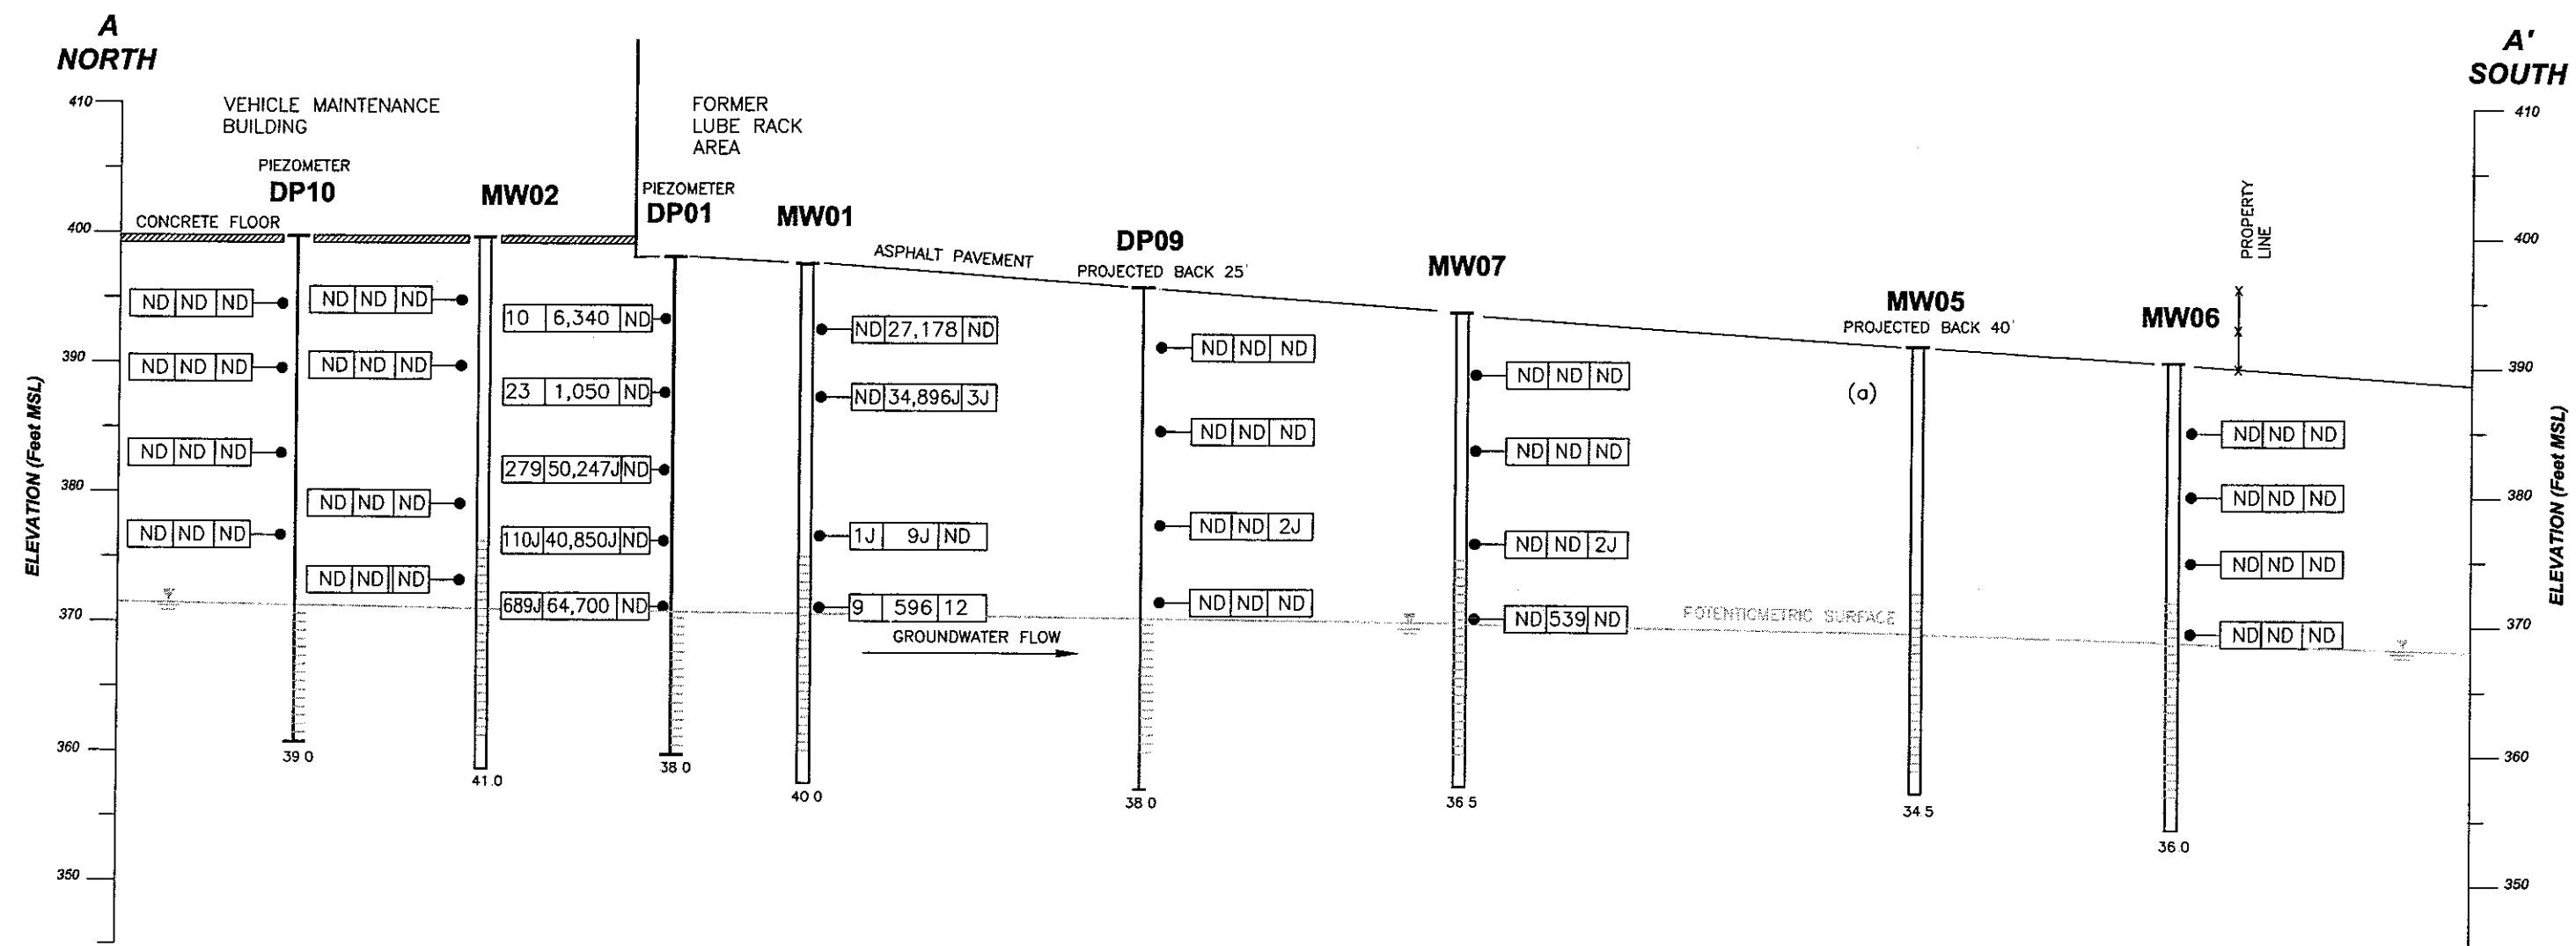 A
NORTH
A'
SOUTH
VEHICLE MAINTENANCE
BUILDING
FORMER
LUBE RACK
AREA
PIEZOMETER
DP10
MW02
PIEZOMETER
DP01
MW01
DP09
PROJECTED BACK 25'
MW07
MW05
PROJECTED BACK 40'
MW06
PROPERTY
LINE
CONCRETE FLOOR
ASPHALT PAVEMENT
ELEVATION (Feet MSL)
410
400
390
380
370
360
350
ND ND ND
ND ND ND
ND ND ND
ND ND ND
39.0
ND ND ND
ND ND ND
ND ND ND
ND ND ND
41.0
10 6,340 ND
23 1,050 ND
279 50,247J ND
110J 40,850J ND
689J 64,700 ND
38.0
ND 27,178 ND
ND 34,896J 3J
1J 9J ND
9 596 12
40.0
GROUNDWATER FLOW
ND ND ND
ND ND ND
ND ND 2J
ND ND ND
38.0
ND ND ND
ND ND ND
ND ND 2J
ND 539 ND
36.5
POTENTIOMETRIC SURFACE
(a)
34.5
ND ND ND
ND ND ND
ND ND ND
ND ND ND
36.0
410
400
390
380
370
360
350
ELEVATION (Feet MSL)